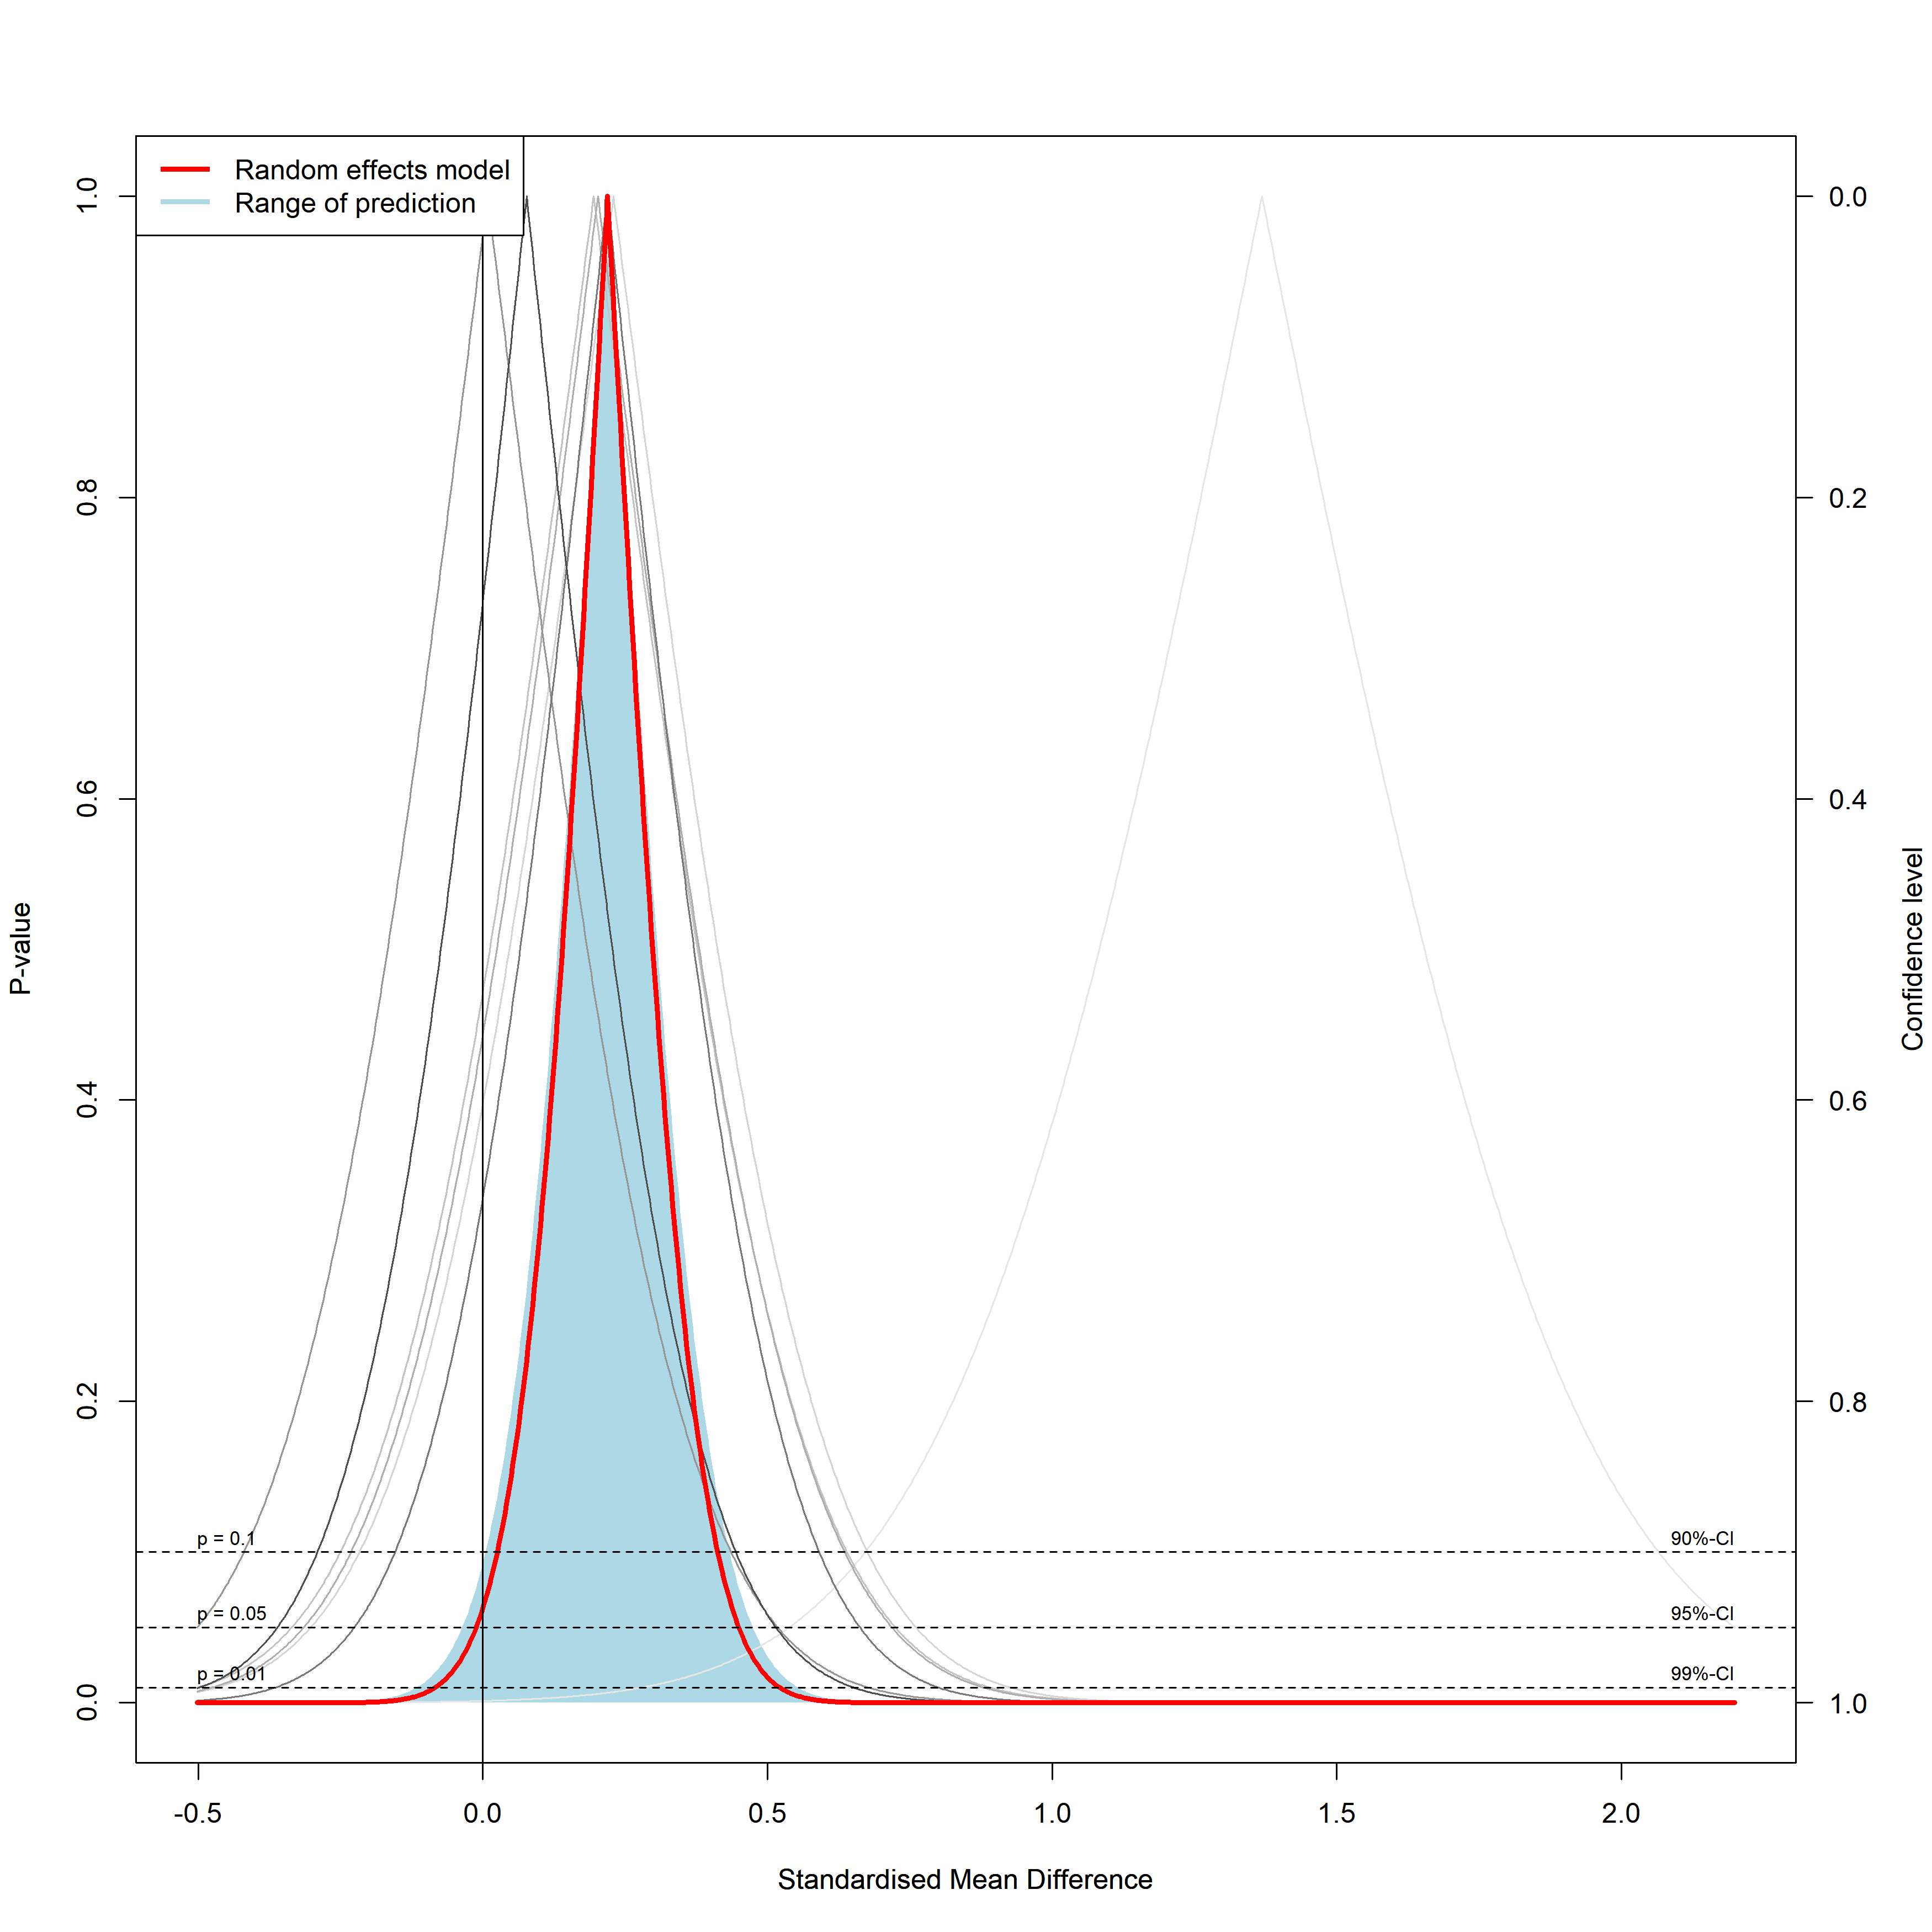 Random effects model
Range of prediction
1.0
0.8
0.6
0.4
0.2
0.0
P-value
0.0
0.2
0.4
0.6
0.8
1.0
Confidence level
p = 0.1
90%-CI
p = 0.05
95%-CI
p = 0.01
99%-CI
-0.5
0.0
0.5
1.0
1.5
2.0
Standardised Mean Difference